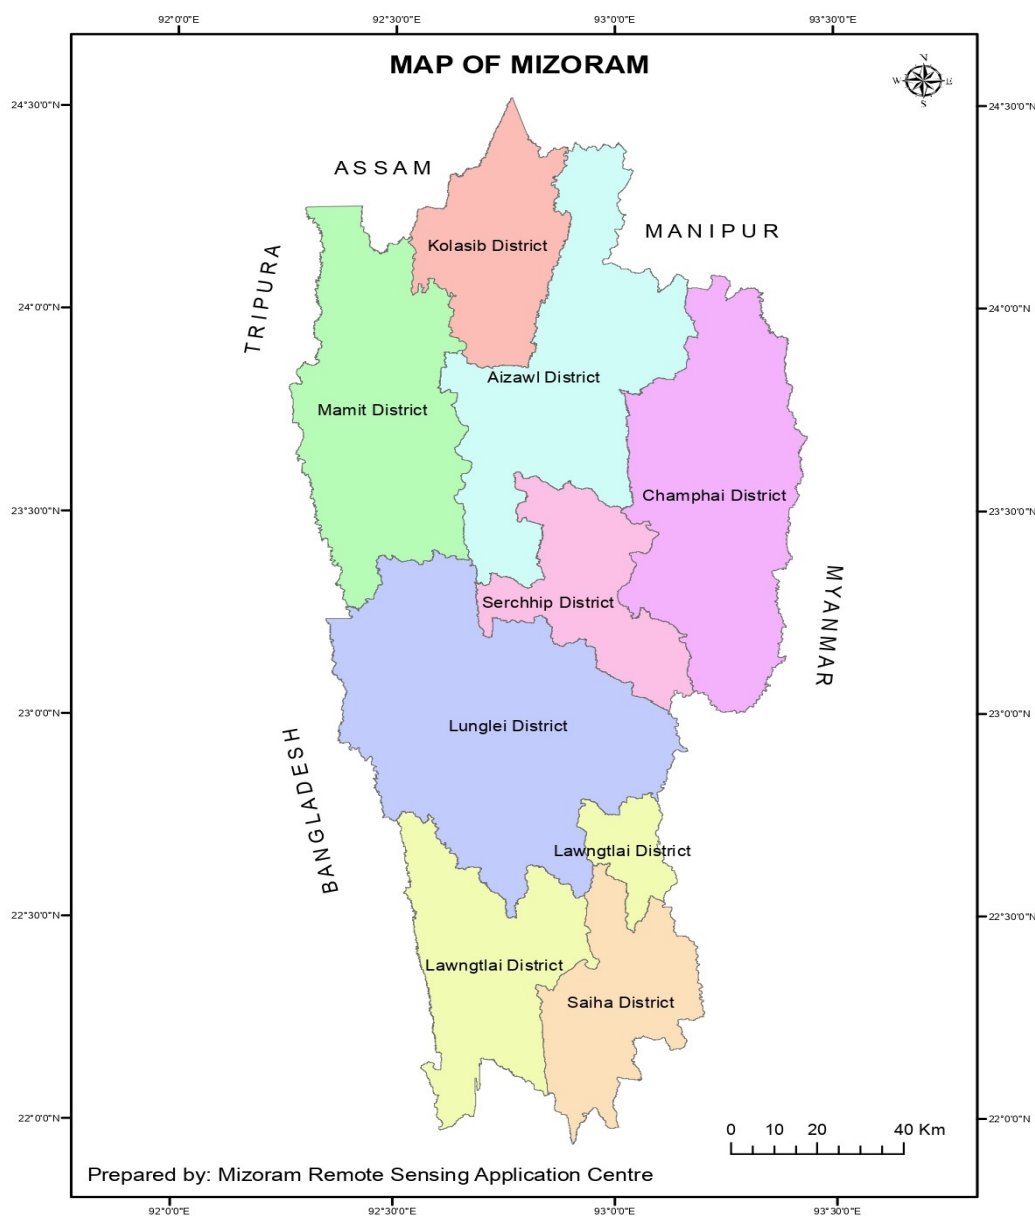 92°0'0"E 92°30'0"E 93°0'0"E 93°30'0"E
MAP OF MIZORAM
N
W E
S
24°30'0"N 24°30'0"N
ASSAM
MANIPUR
Kolasib District
TRIPURA
24°0'0"N 24°0'0"N
Aizawl District
Mamit District
Champhai District
23°30'0"N 23°30'0"N
Serchhip District
MYANMAR
23°0'0"N 23°0'0"N
Lunglei District
BANGLADESH
Lawngtlai District
22°30'0"N 22°30'0"N
Lawngtlai District
Saiha District
22°0'0"N 22°0'0"N
0 10 20 40 Km
Prepared by: Mizoram Remote Sensing Application Centre
92°0'0"E 92°30'0"E 93°0'0"E 93°30'0"E